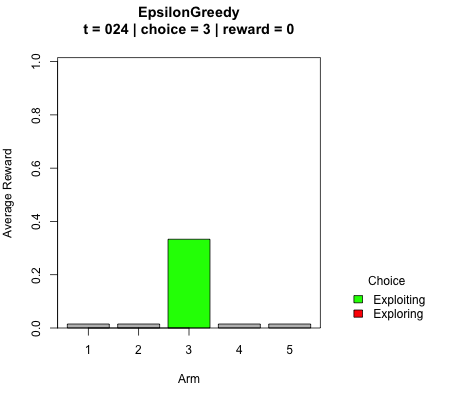 EpsilonGreedy
t = 024 | choice = 3 | reward = 0
Average Reward
1.0
0.8
0.6
0.4
0.2
0.0
1 2 3 4 5
Arm
Choice
Exploiting
Exploring